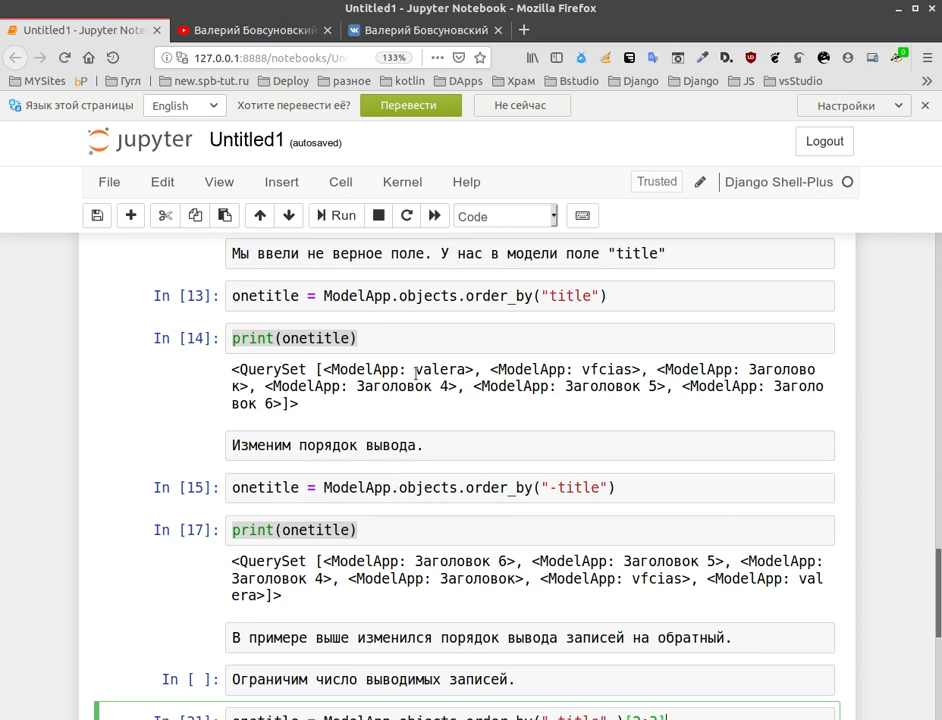 Untitled1 - Jupyter Notebook - Mozilla Firefox
Untitled1 - Jupyter Note
Валерий Бовсуновский
Валерий Бовсуновский
127.0.0.1:8888/notebooks/Un
133%
0
MYSites
bP
Гугл
new.spb-tut.ru
Deploy
разное
kotlin
DApps
Храм
Bstudio
Django
Django
JS
vsStudio
Язык этой страницы
English
Хотите перевести её?
Перевести
Не сейчас
Настройки
jupyter Untitled1 (autosaved)
Logout
File Edit View Insert Cell Kernel Help
Trusted
Django Shell-Plus
Run
Code
Мы ввели не верное поле. У нас в модели поле "title"
In [13]: onetitle = ModelApp.objects.order_by("title")
In [14]: print(onetitle)
<QuerySet [<ModelApp: valera>, <ModelApp: vfcias>, <ModelApp: Заголово
к>, <ModelApp: Заголовок 4>, <ModelApp: Заголовок 5>, <ModelApp: Заголо
вок 6>]>
Изменим порядок вывода.
In [15]: onetitle = ModelApp.objects.order_by("-title")
In [17]: print(onetitle)
<QuerySet [<ModelApp: Заголовок 6>, <ModelApp: Заголовок 5>, <ModelApp:
Заголовок 4>, <ModelApp: Заголовок>, <ModelApp: vfcias>, <ModelApp: val
era>]>
В примере выше изменился порядок вывода записей на обратный.
In [ ]: Ограничим число выводимых записей.